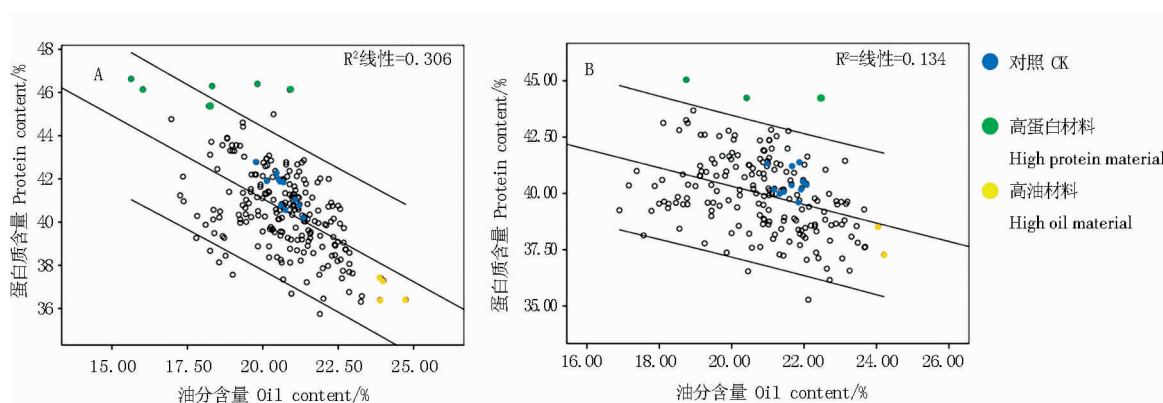 A
R²线性=0.306
蛋白质含量 Protein content/%
48
46
44
42
40
38
36
15.00 17.50 20.00 22.50 25.00
油分含量 Oil content/%
B
R²=线性=0.134
蛋白质含量 Protein content/%
45.00
42.50
40.00
37.50
35.00
16.00 18.00 20.00 22.00 24.00 26.00
油分含量 Oil content/%
对照 CK
高蛋白材料
High protein material
高油材料
High oil material